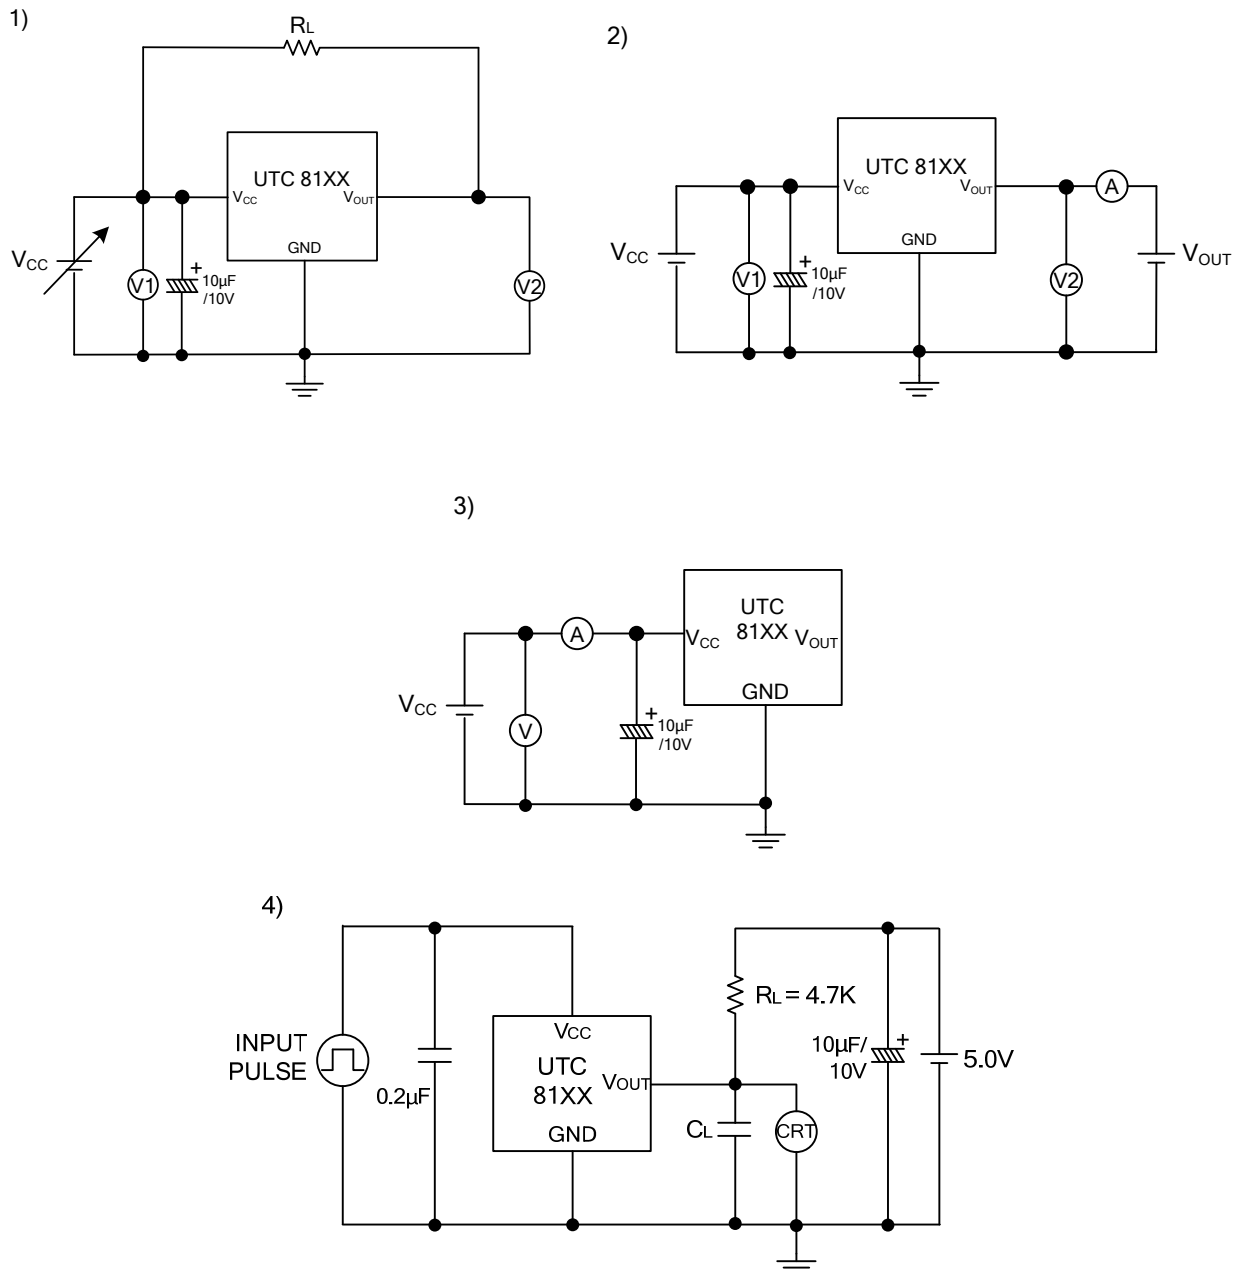 1)
RL
UTC 81XX
VCC
VOUT
GND
VCC
V1
+
10µF
/10V
V2
2)
UTC 81XX
VCC
VOUT
GND
A
VCC
V1
+
10µF
/10V
V2
VOUT
3)
UTC
81XX
VCC
VOUT
GND
A
VCC
V
+
10µF
/10V
4)
RL = 4.7K
INPUT
PULSE
0.2µF
VCC
UTC
81XX
VOUT
GND
CL
CRT
10µF/
10V
+
5.0V